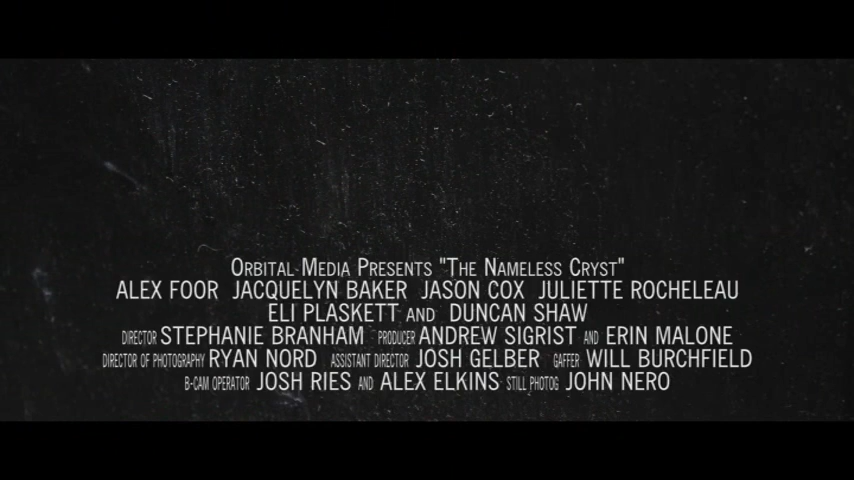 Orbital Media Presents "The Nameless Cryst"
ALEX FOOR JACQUELYN BAKER JASON COX JULIETTE ROCHELEAU
ELI PLASKETT AND DUNCAN SHAW
DIRECTOR STEPHANIE BRANHAM PRODUCER ANDREW SIGRIST AND ERIN MALONE
DIRECTOR OF PHOTOGRAPHY RYAN NORD ASSISTANT DIRECTOR JOSH GELBER GAFFER WILL BURCHFIELD
B-CAM OPERATOR JOSH RIES AND ALEX ELKINS STILL PHOTOG JOHN NERO